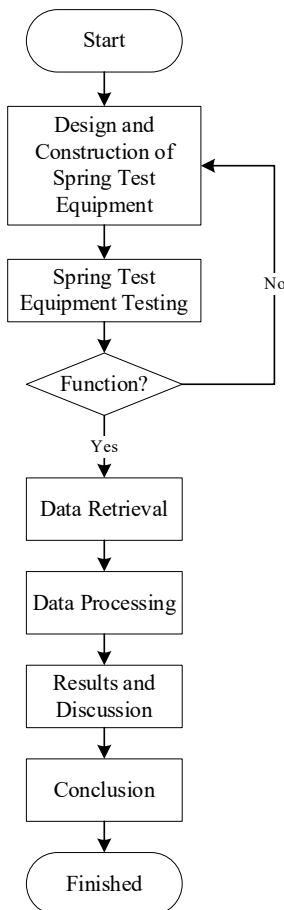 Start
Design and
Construction of
Spring Test
Equipment
Spring Test
Equipment Testing
No
Function?
Yes
Data Retrieval
Data Processing
Results and
Discussion
Conclusion
Finished